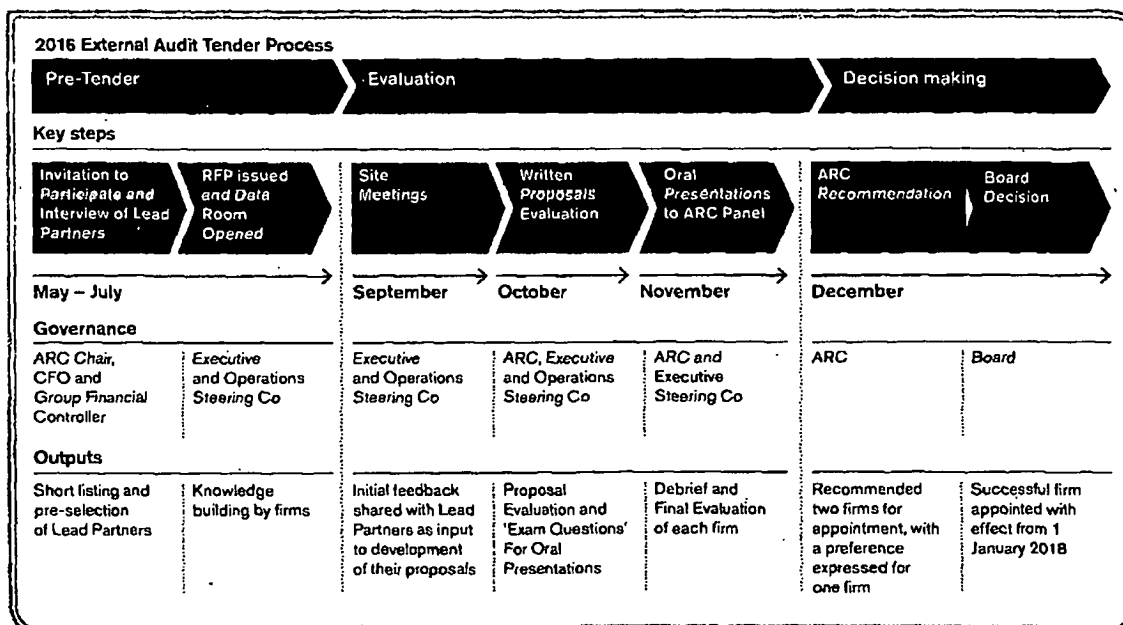 2016 External Audit Tender Process
Pre-Tender
Evaluation
Decision making
Key steps
Invitation to
Participate and
Interview of Lead
Partners
RFP issued
and Data
Room
Opened
Site
Meetings
Written
Proposals
Evaluation
Oral
Presentations
to ARC Panel
ARC
Recommendation
Board
Decision
May – July
September
October
November
December
Governance
ARC Chair,
CFO and
Group Financial
Controller
Executive
and Operations
Steering Co
Executive
and Operations
Steering Co
ARC, Executive
and Operations
Steering Co
ARC and
Executive
Steering Co
ARC
Board
Outputs
Short listing and
pre-selection
of Lead Partners
Knowledge
building by firms
Initial feedback
shared with Lead
Partners as input
to development
of their proposals
Proposal
Evaluation and
'Exam Questions'
For Oral
Presentations
Debrief and
Final Evaluation
of each firm
Recommended
two firms for
appointment, with
a preference
expressed for
one firm
Successful firm
appointed with
effect from 1
January 2018